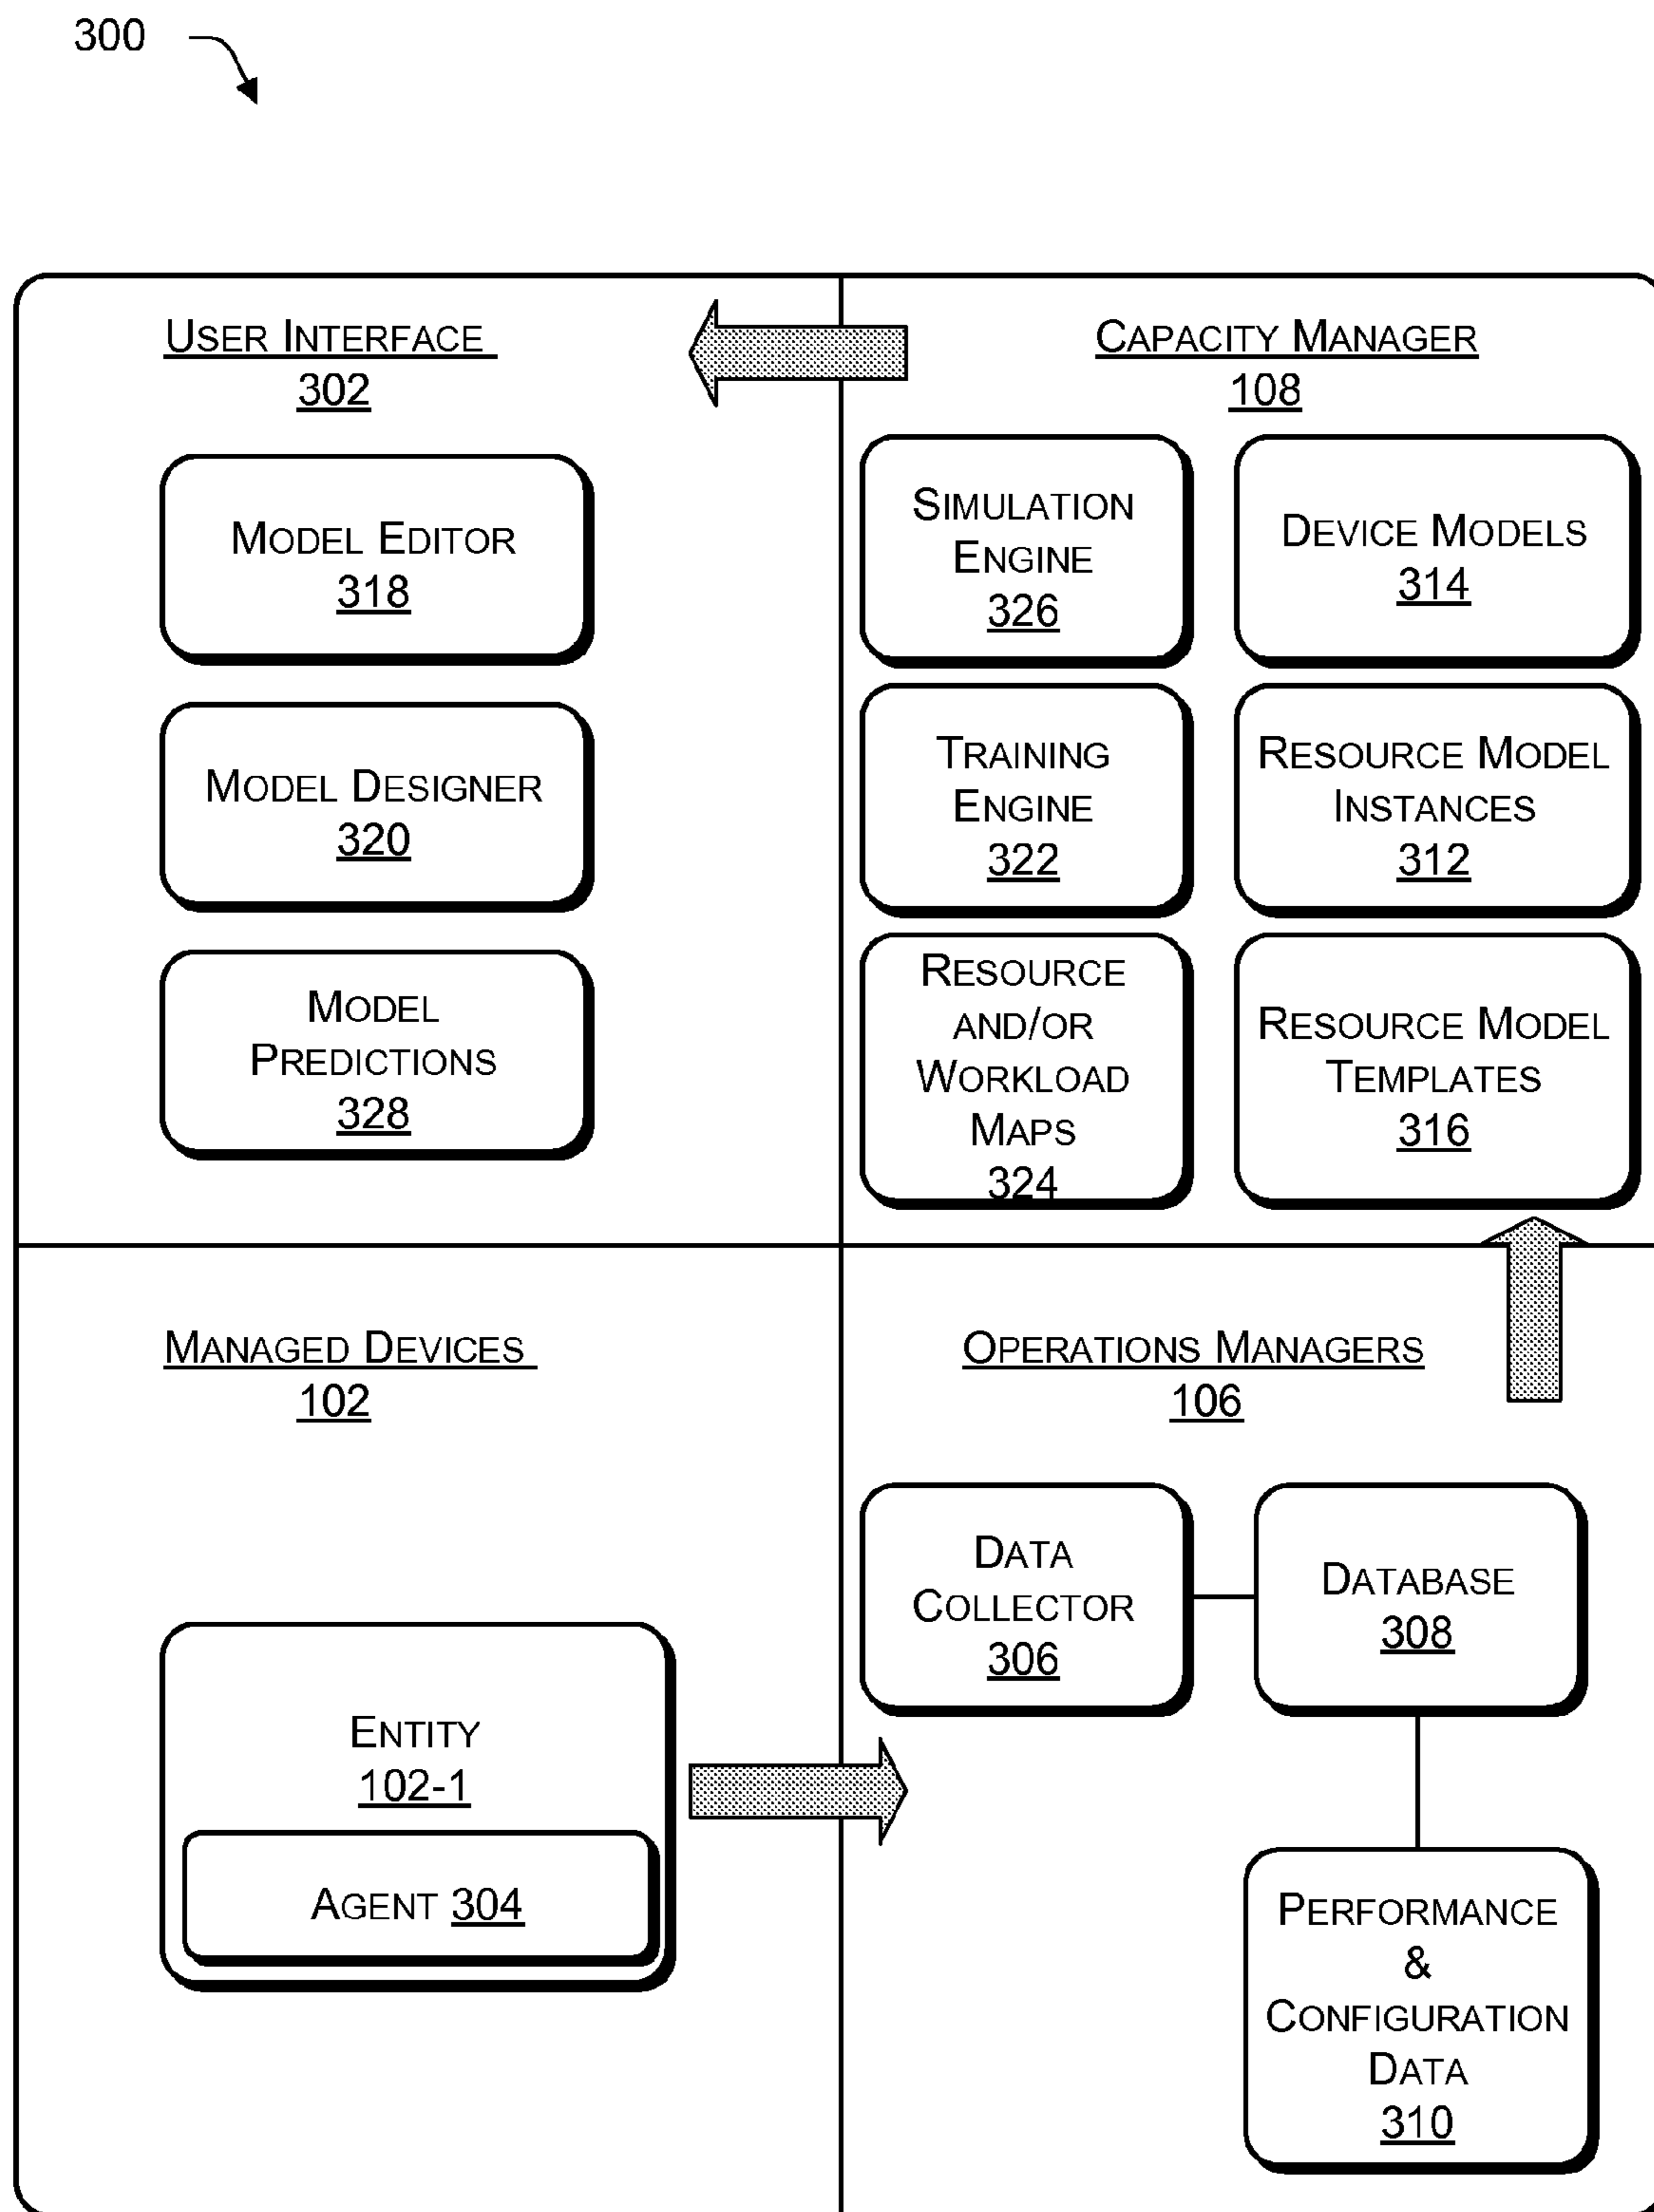 300
User Interface
302
Model Editor
318
Model Designer
320
Model
Predictions
328
Capacity Manager
108
Simulation
Engine
326
Device Models
314
Training
Engine
322
Resource Model
Instances
312
Resource
and/or
Workload
Maps
324
Resource Model
Templates
316
Managed Devices
102
Entity
102-1
Agent 304
Operations Managers
106
Data
Collector
306
Database
308
Performance
&
Configuration
Data
310